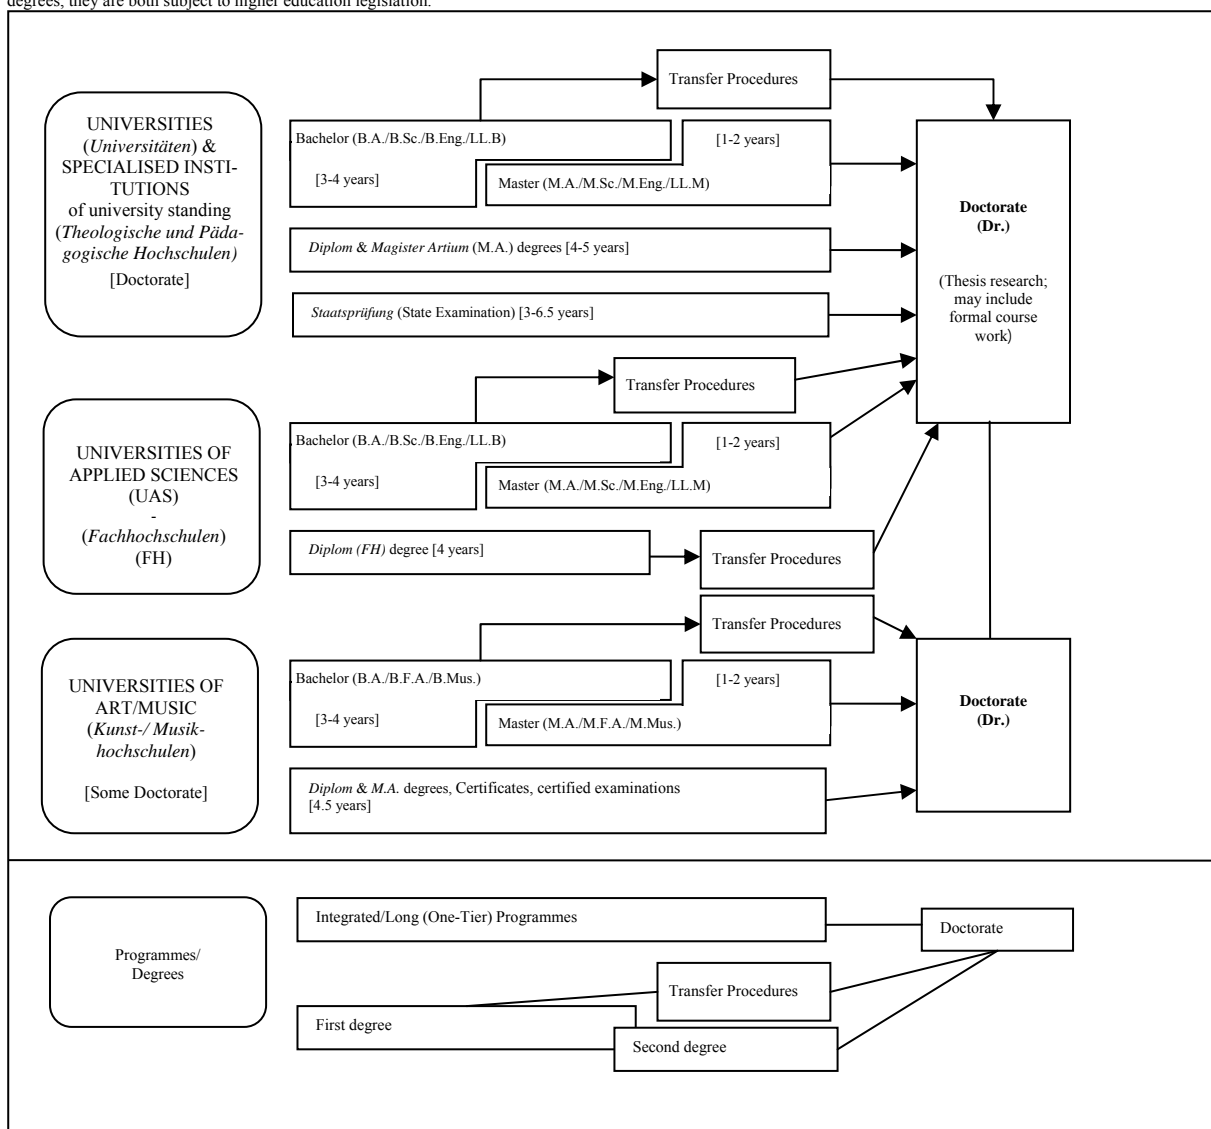 degrees, they are both subject to higher education legislation.
Transfer Procedures
UNIVERSITIES
(Universitäten) &
SPECIALISED INSTI-
TUTIONS
of university standing
(Theologische und Päda-
gogische Hochschulen)
[Doctorate]
Bachelor (B.A./B.Sc./B.Eng./LL.B)
[3-4 years]
[1-2 years]
Master (M.A./M.Sc./M.Eng./LL.M)
Diplom & Magister Artium (M.A.) degrees [4-5 years]
Staatsprüfung (State Examination) [3-6.5 years]
Doctorate
(Dr.)
(Thesis research;
may include
formal course
work)
Transfer Procedures
UNIVERSITIES OF
APPLIED SCIENCES
(UAS)
-
(Fachhochschulen)
(FH)
Bachelor (B.A./B.Sc./B.Eng./LL.B)
[3-4 years]
[1-2 years]
Master (M.A./M.Sc./M.Eng./LL.M)
Diplom (FH) degree [4 years]
Transfer Procedures
Transfer Procedures
UNIVERSITIES OF
ART/MUSIC
(Kunst-/ Musik-
hochschulen)
[Some Doctorate]
Bachelor (B.A./B.F.A./B.Mus.)
[3-4 years]
[1-2 years]
Master (M.A./M.F.A./M.Mus.)
Diplom & M.A. degrees, Certificates, certified examinations
[4.5 years]
Doctorate
(Dr.)
Programmes/
Degrees
Integrated/Long (One-Tier) Programmes
Doctorate
Transfer Procedures
First degree
Second degree